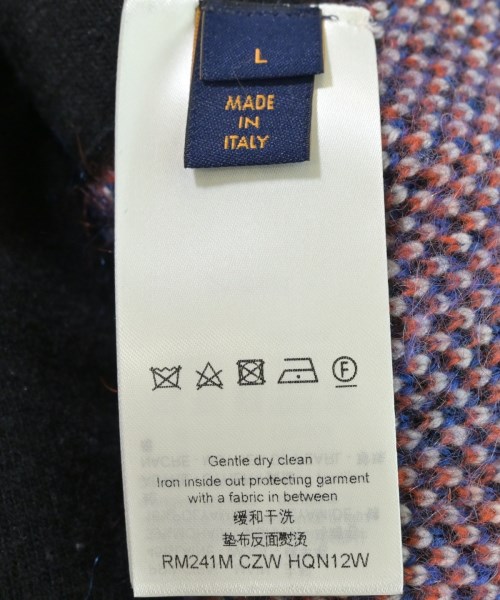 L
MADE
IN
ITALY
F
Gentle dry clean
Iron inside out protecting garment
with a fabric in between
缓和干洗
垫布反面熨烫
RM241M CZW HQN12W